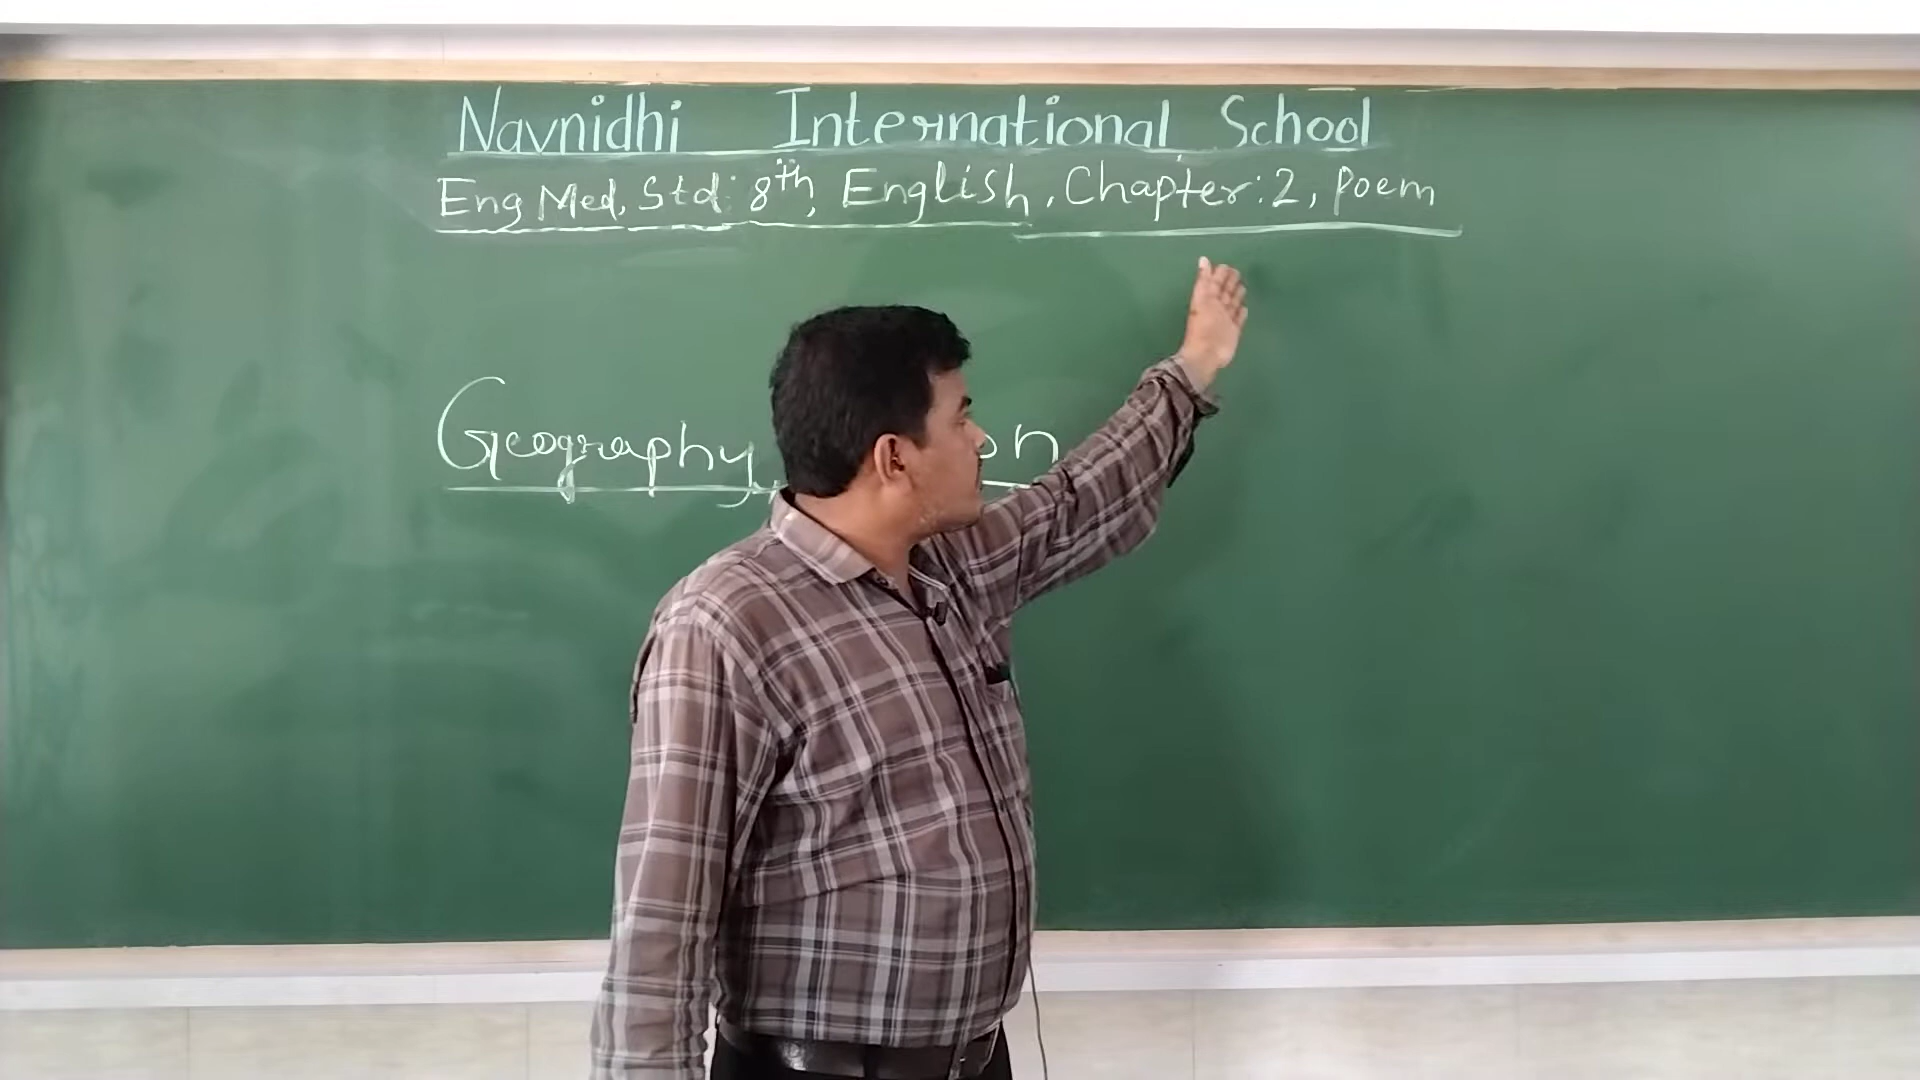 Navnidhi International School
Eng Med, Std: 8th, English, Chapter: 2, Poem
Geography